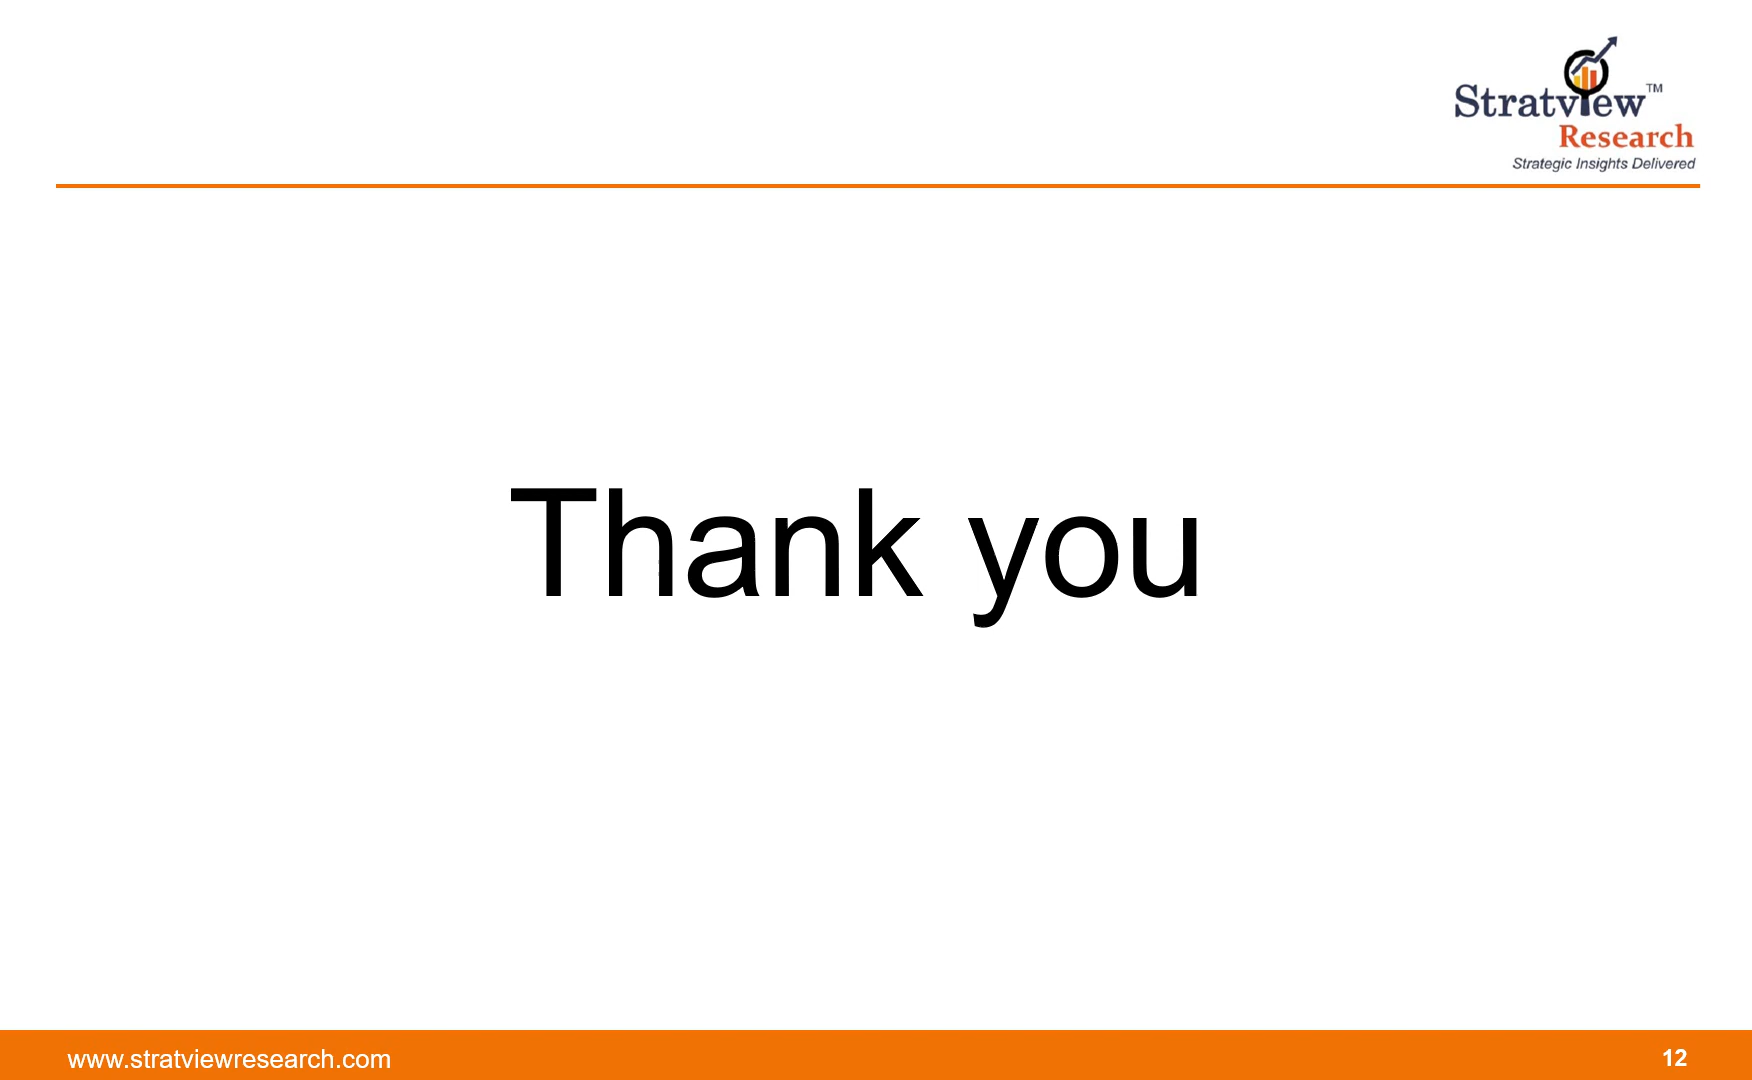 Stratview™
Research
Strategic Insights Delivered
Thank you
www.stratviewresearch.com
12